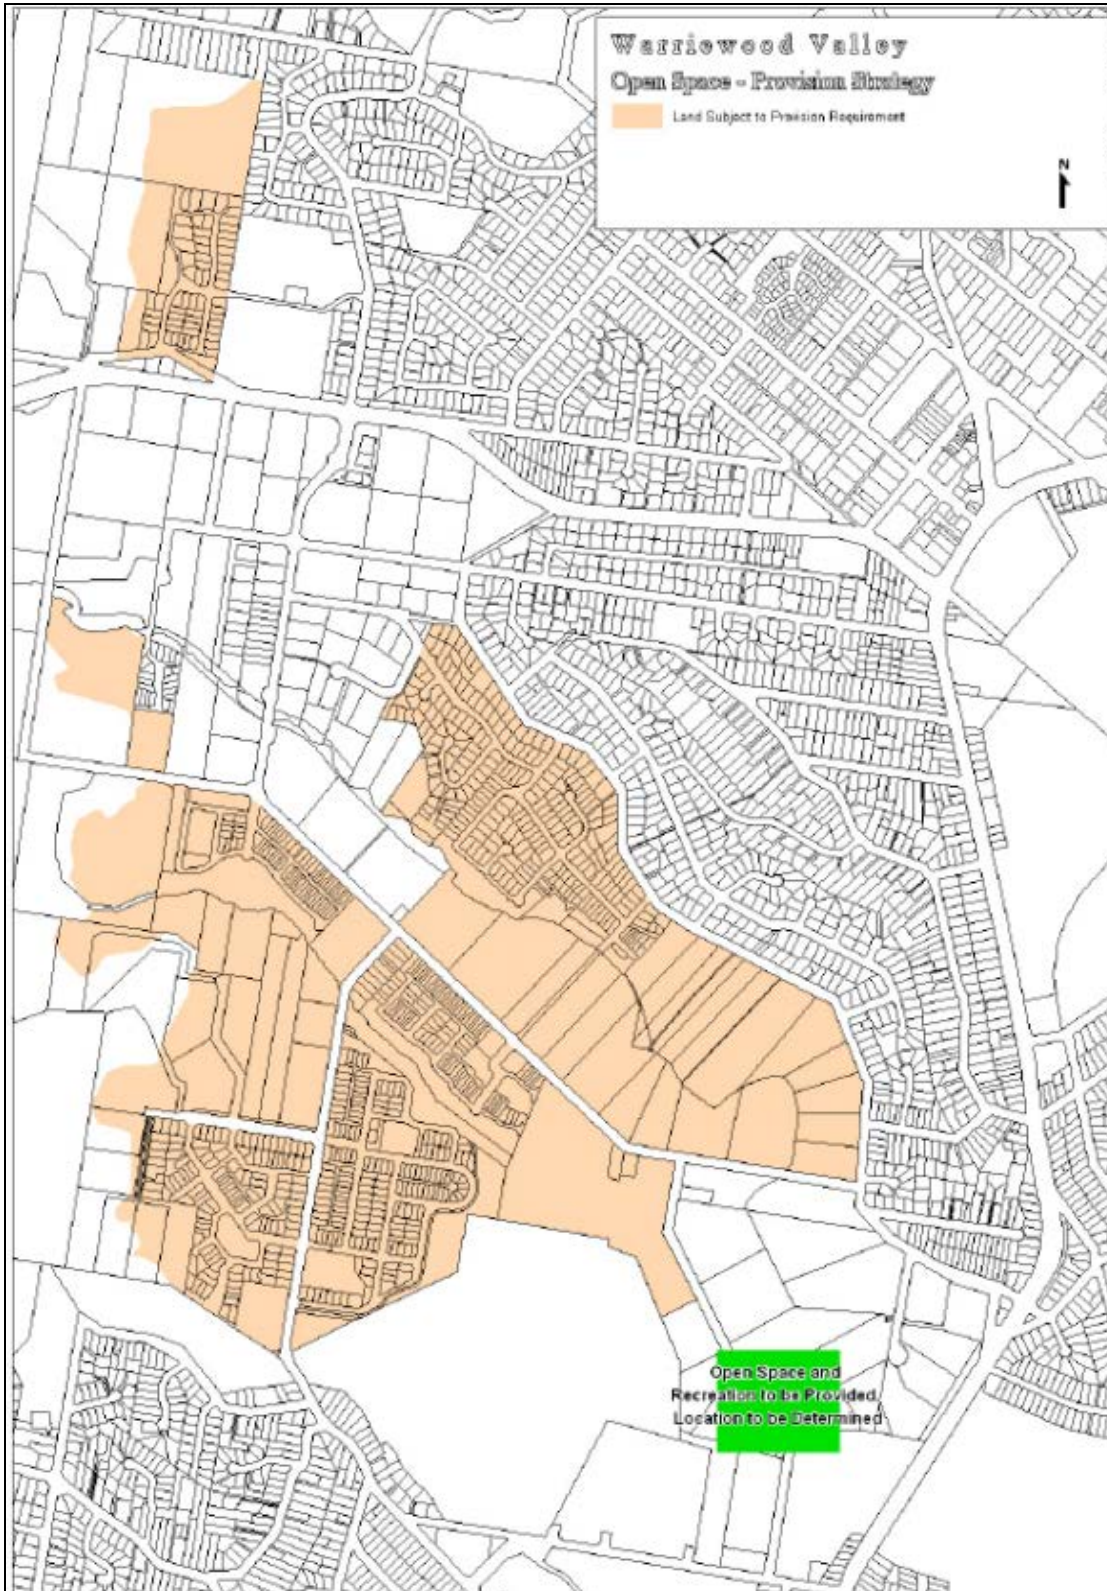 Warriewood Valley
Open Space - Provision Strategy
Land Subject to Provision Requirement
N
Open Space and
Recreation to be Provided
Location to be Determined